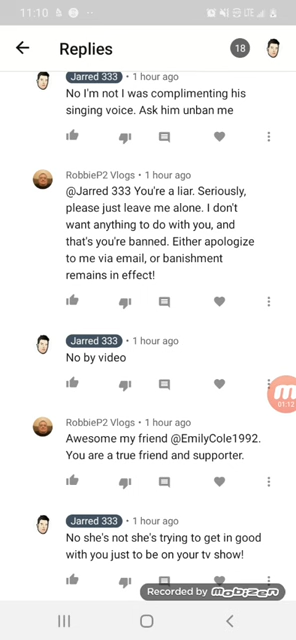 11:10
LTE
Replies
18
Jarred 333 • 1 hour ago
No I'm not I was complimenting his
singing voice. Ask him unban me
RobbieP2 Vlogs • 1 hour ago
@Jarred 333 You're a liar. Seriously,
please just leave me alone. I don't
want anything to do with you, and
that's you're banned. Either apologize
to me via email, or banishment
remains in effect!
Jarred 333 • 1 hour ago
No by video
01:12
RobbieP2 Vlogs • 1 hour ago
Awesome my friend @EmilyCole1992.
You are a true friend and supporter.
Jarred 333 • 1 hour ago
No she's not she's trying to get in good
with you just to be on your tv show!
Recorded by Mobizen